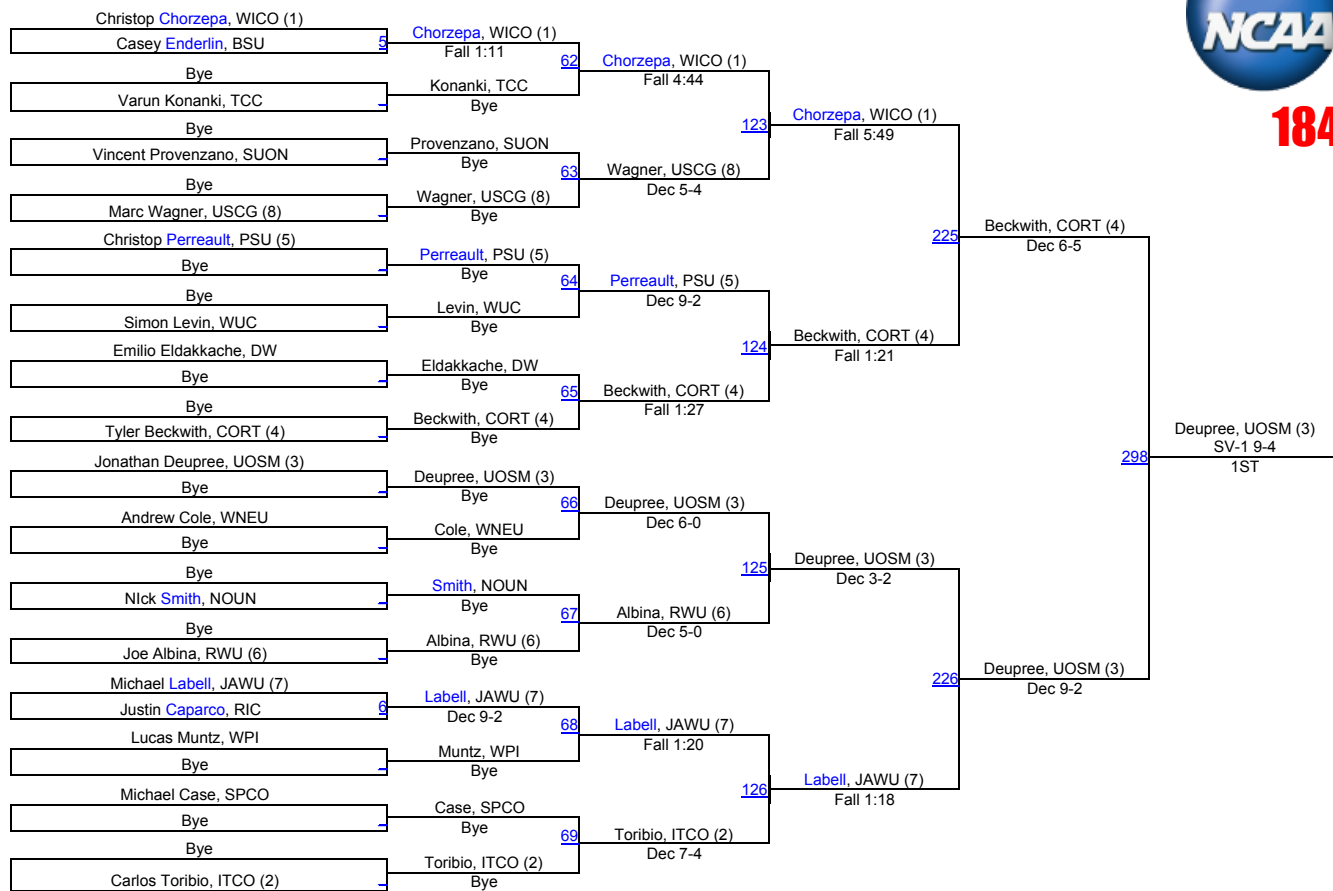 NCAA
184
Christop Chorzepa, WICO (1)
Casey Enderlin, BSU
5
Bye
Varun Konanki, TCC
Bye
Vincent Provenzano, SUON
Bye
Marc Wagner, USCG (8)
Christop Perreault, PSU (5)
Bye
Bye
Simon Levin, WUC
Emilio Eldakkache, DW
Bye
Bye
Tyler Beckwith, CORT (4)
Jonathan Deupree, UOSM (3)
Bye
Andrew Cole, WNEU
Bye
Bye
NIck Smith, NOUN
Bye
Joe Albina, RWU (6)
Michael Labell, JAWU (7)
Justin Caparco, RIC
6
Lucas Muntz, WPI
Bye
Michael Case, SPCO
Bye
Bye
Carlos Toribio, ITCO (2)
Chorzepa, WICO (1)
Fall 1:11
62
Konanki, TCC
Bye
Provenzano, SUON
Bye
63
Wagner, USCG (8)
Bye
Perreault, PSU (5)
Bye
64
Levin, WUC
Bye
Eldakkache, DW
Bye
65
Beckwith, CORT (4)
Bye
Deupree, UOSM (3)
Bye
66
Cole, WNEU
Bye
Smith, NOUN
Bye
67
Albina, RWU (6)
Bye
Labell, JAWU (7)
Dec 9-2
68
Muntz, WPI
Bye
Case, SPCO
Bye
69
Toribio, ITCO (2)
Bye
Chorzepa, WICO (1)
Fall 4:44
123
Wagner, USCG (8)
Dec 5-4
Perreault, PSU (5)
Dec 9-2
124
Beckwith, CORT (4)
Fall 1:27
Deupree, UOSM (3)
Dec 6-0
125
Albina, RWU (6)
Dec 5-0
Labell, JAWU (7)
Fall 1:20
126
Toribio, ITCO (2)
Dec 7-4
Chorzepa, WICO (1)
Fall 5:49
225
Beckwith, CORT (4)
Fall 1:21
Deupree, UOSM (3)
Dec 3-2
226
Labell, JAWU (7)
Fall 1:18
Beckwith, CORT (4)
Dec 6-5
298
Deupree, UOSM (3)
Dec 9-2
Deupree, UOSM (3)
SV-1 9-4
1ST